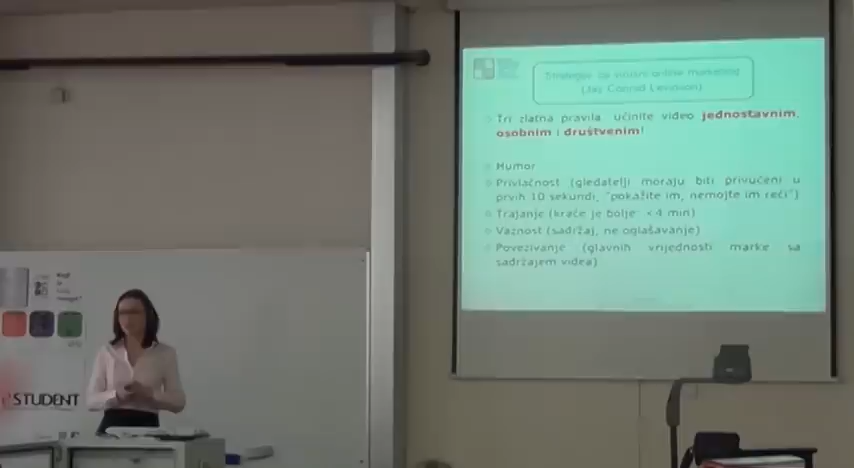 Strategije za viralni online marketing
(Jay Conrad Levinson)
Tri zlatna pravila: učinite video jednostavnim,
osobnim i društvenim!
Humor
Privlačnost (gledatelji moraju biti privučeni u
prvih 10 sekundi, "pokažite im, nemojte im reći")
Trajanje (kraće je bolje: <4 min)
Važnost (sadržaj, ne oglašavanje)
Povezivanje (glavnih vrijednosti marke sa
sadržajem videa)
STUDENT